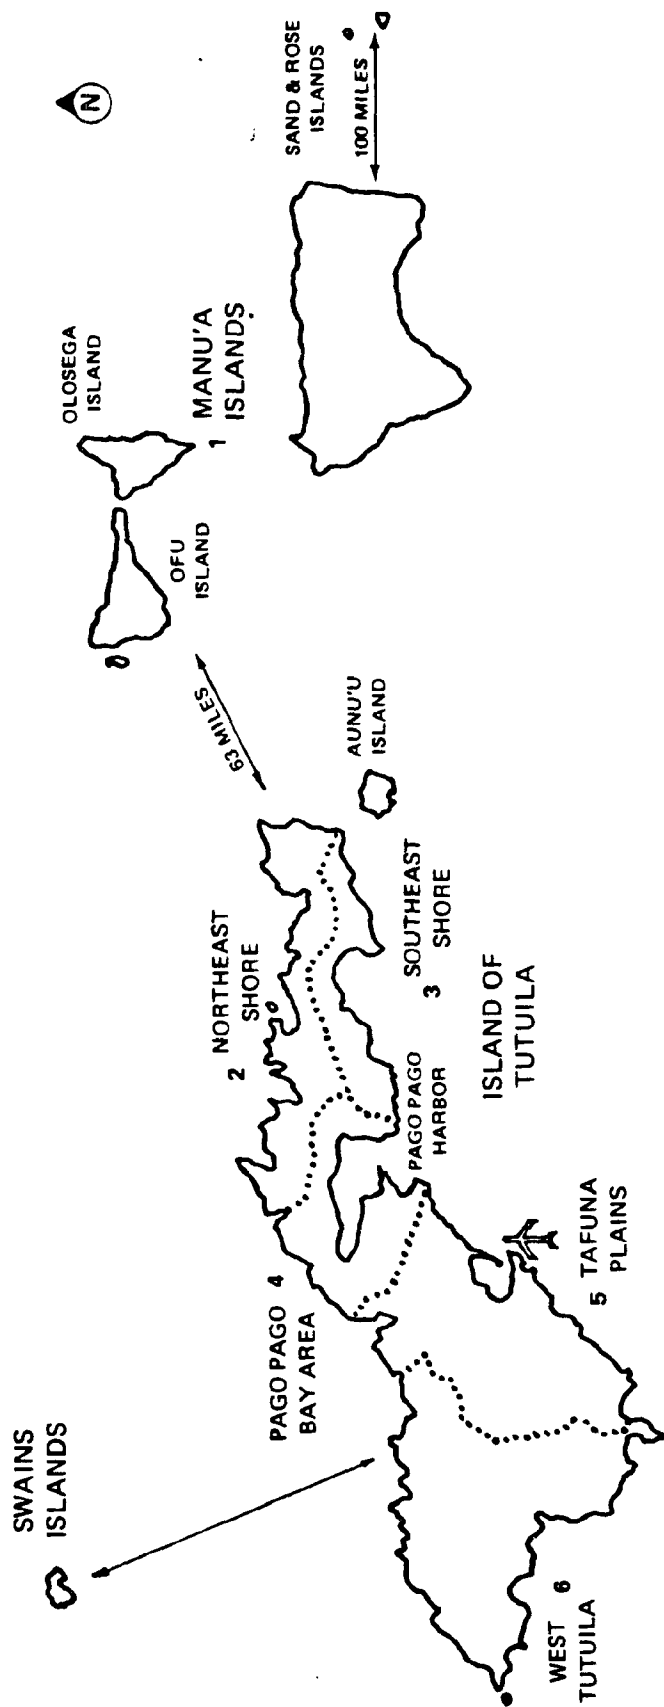 SWAINS
ISLANDS
OLOSEGA
ISLAND
N
MANU'A
ISLANDS
1
OFU
ISLAND
SAND & ROSE
ISLANDS
100 MILES
63 MILES
AUNU'U
ISLAND
NORTHEAST
SHORE
2
SOUTHEAST
SHORE
3
PAGO PAGO
HARBOR
ISLAND OF
TUTUILA
PAGO PAGO
BAY AREA
4
5 TAFUNA
PLAINS
WEST
TUTUILA
6